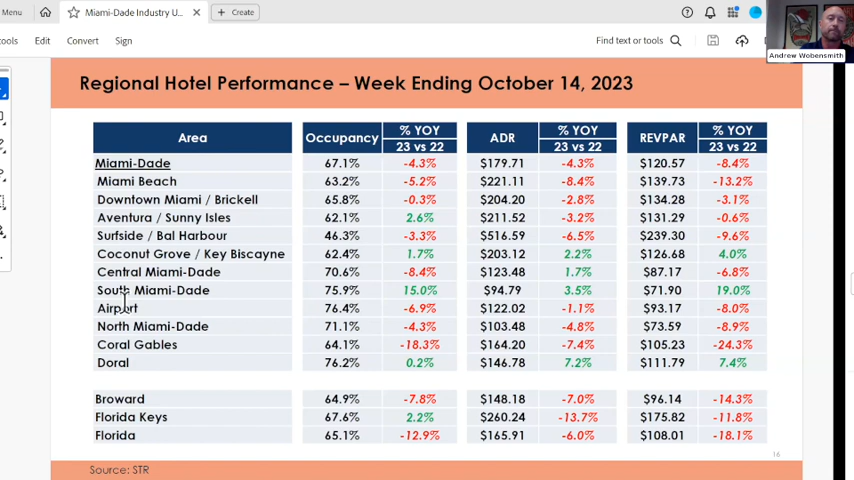 Menu
Miami-Dade Industry U...
Create
ools
Edit
Convert
Sign
Find text or tools
Andrew Wobensmith
Regional Hotel Performance – Week Ending October 14, 2023
Area Occupancy % YOY 23 vs 22 ADR % YOY 23 vs 22 REVPAR % YOY 23 vs 22
Miami-Dade 67.1% -4.3% $179.71 -4.3% $120.57 -8.4%
Miami Beach 63.2% -5.2% $221.11 -8.4% $139.73 -13.2%
Downtown Miami / Brickell 65.8% -0.3% $204.20 -2.8% $134.28 -3.1%
Aventura / Sunny Isles 62.1% 2.6% $211.52 -3.2% $131.29 -0.6%
Surfside / Bal Harbour 46.3% -3.3% $516.59 -6.5% $239.30 -9.6%
Coconut Grove / Key Biscayne 62.4% 1.7% $203.12 2.2% $126.68 4.0%
Central Miami-Dade 70.6% -8.4% $123.48 1.7% $87.17 -6.8%
South Miami-Dade 75.9% 15.0% $94.79 3.5% $71.90 19.0%
Airport 76.4% -6.9% $122.02 -1.1% $93.17 -8.0%
North Miami-Dade 71.1% -4.3% $103.48 -4.8% $73.59 -8.9%
Coral Gables 64.1% -18.3% $164.20 -7.4% $105.23 -24.3%
Doral 76.2% 0.2% $146.78 7.2% $111.79 7.4%
Broward 64.9% -7.8% $148.18 -7.0% $96.14 -14.3%
Florida Keys 67.6% 2.2% $260.24 -13.7% $175.82 -11.8%
Florida 65.1% -12.9% $165.91 -6.0% $108.01 -18.1%
16
Source: STR